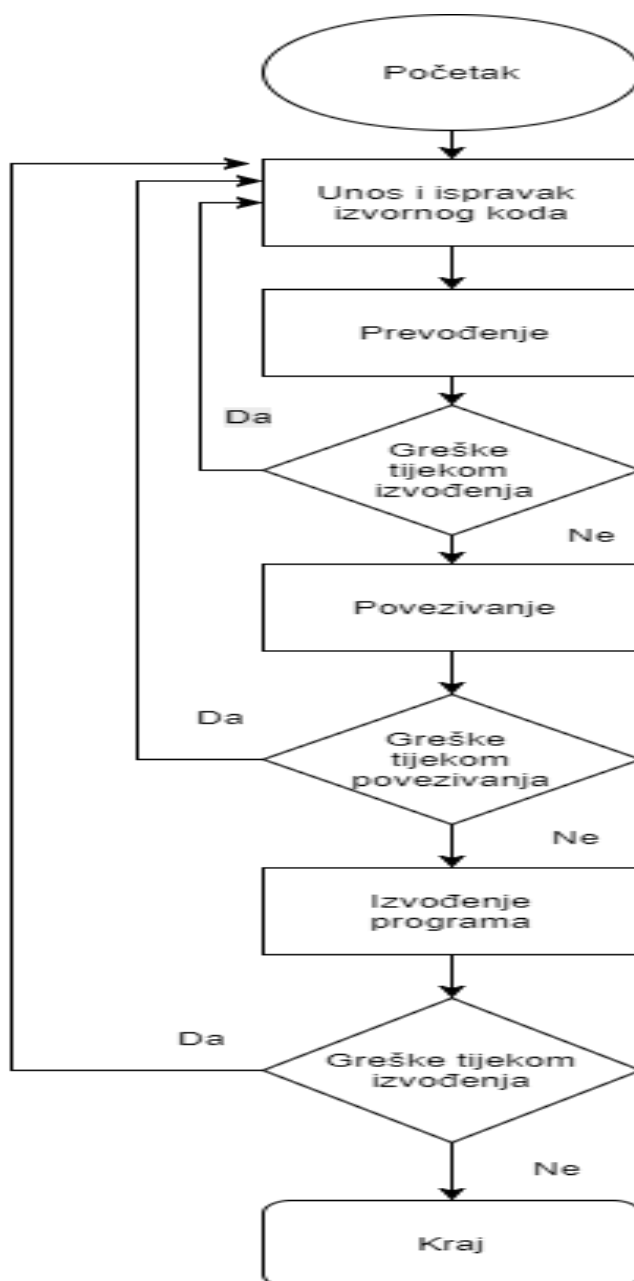 Početak
Unos i ispravak
izvornog koda
Prevođenje
Da
Greške
tijekom
izvođenja
Ne
Povezivanje
Da
Greške
tijekom
povezivanja
Ne
Izvođenje
programa
Da
Greške tijekom
izvođenja
Ne
Kraj